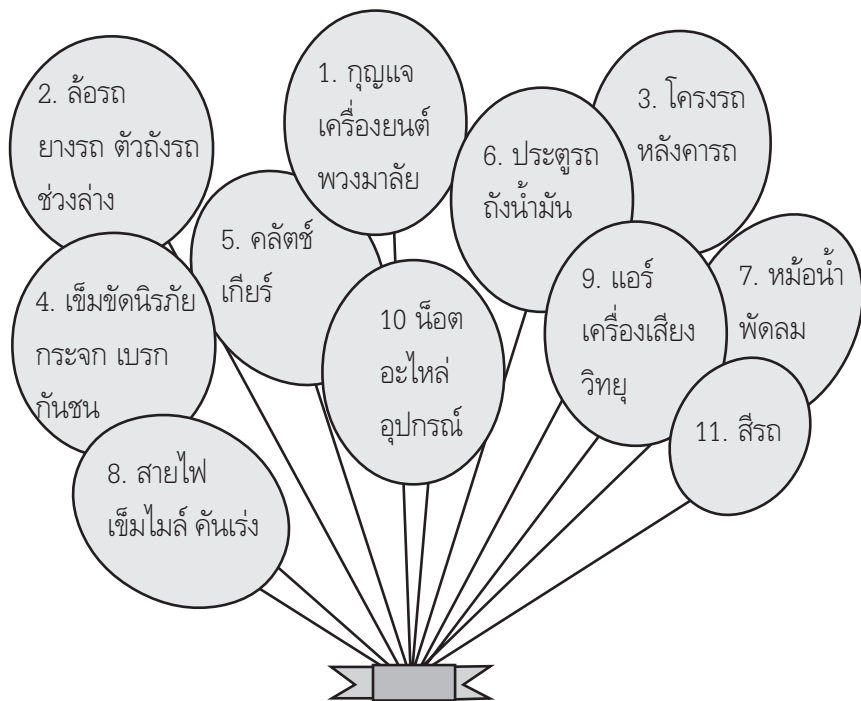 1. กุญแจ
เครื่องยนต์
พวงมาลัย
2. ล้อรถ
ยางรถ ตัวถังรถ
ช่วงล่าง
3. โครงรถ
หลังคารถ
4. เข็มขัดนิรภัย
กระจก เบรก
กันชน
5. คลัตช์
เกียร์
6. ประตูรถ
ถังน้ำมัน
7. หม้อน้ำ
พัดลม
8. สายไฟ
เข็มไมล์ คันเร่ง
9. แอร์
เครื่องเสียง
วิทยุ
10 น็อต
อะไหล่
อุปกรณ์
11. สีรถ